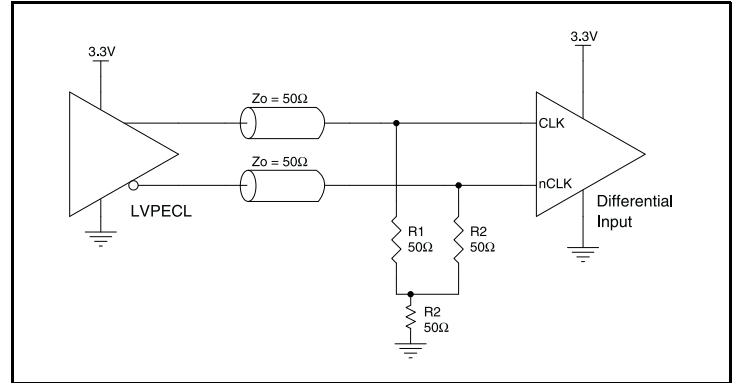 3.3V
3.3V
Zo = 50Ω
CLK
Zo = 50Ω
nCLK
LVPECL
Differential
Input
R1
50Ω
R2
50Ω
R2
50Ω